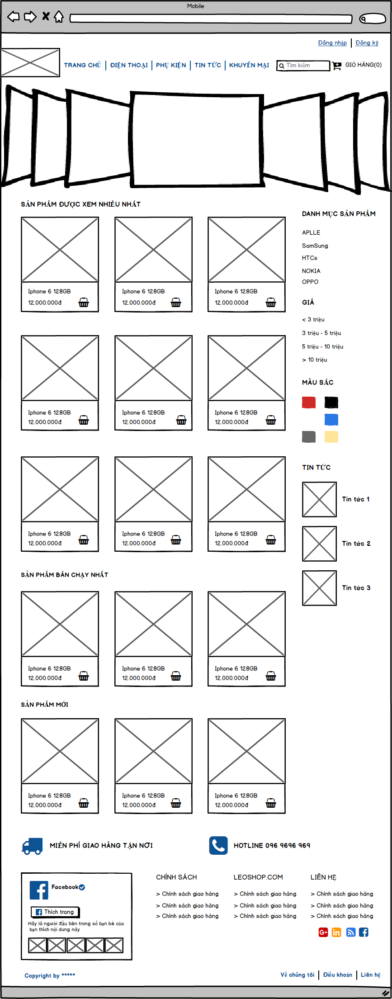 Mobile
Đăng nhập
Đăng ký
TRANG CHỦ
ĐIỆN THOẠI
PHỤ KIỆN
TIN TỨC
KHUYẾN MẠI
Tìm kiếm
GIỎ HÀNG(0)
SẢN PHẨM ĐƯỢC XEM NHIỀU NHẤT
Iphone 6 128GB
12.000.000đ
Iphone 6 128GB
12.000.000đ
Iphone 6 128GB
12.000.000đ
Iphone 6 128GB
12.000.000đ
Iphone 6 128GB
12.000.000đ
Iphone 6 128GB
12.000.000đ
Iphone 6 128GB
12.000.000đ
Iphone 6 128GB
12.000.000đ
Iphone 6 128GB
12.000.000đ
SẢN PHẨM BÁN CHẠY NHẤT
Iphone 6 128GB
12.000.000đ
Iphone 6 128GB
12.000.000đ
Iphone 6 128GB
12.000.000đ
SẢN PHẨM MỚI
Iphone 6 128GB
12.000.000đ
Iphone 6 128GB
12.000.000đ
Iphone 6 128GB
12.000.000đ
DANH MỤC SẢN PHẨM
APLLE
SamSung
HTCs
NOKIA
OPPO
GIÁ
< 3 triệu
3 triệu - 5 triệu
5 triệu - 10 triệu
> 10 triệu
MÀU SẮC
TIN TỨC
Tin tức 1
Tin tức 2
Tin tức 3
MIỄN PHÍ GIAO HÀNG TẬN NƠI
HOTLINE 096 9696 969
Facebook
Thích trang
Hãy là người đầu tiên trong số bạn bè của
bạn thích nội dung này
CHÍNH SÁCH
> Chính sách giao hàng
> Chính sách giao hàng
> Chính sách giao hàng
LEOSHOP.COM
> Chính sách giao hàng
> Chính sách giao hàng
> Chính sách giao hàng
LIÊN HỆ
> Chính sách giao hàng
> Chính sách giao hàng
> Chính sách giao hàng
Copyright by *****
Về chúng tôi
Điều khoản
Liên hệ